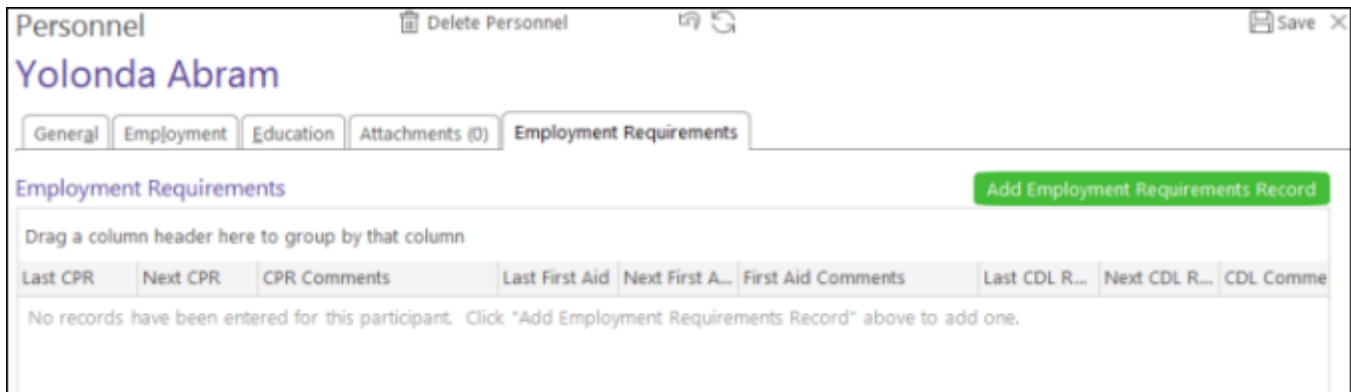 Personnel Delete Personnel Save
Yolonda Abram
General Employment Education Attachments (0) Employment Requirements
Employment Requirements Add Employment Requirements Record
Drag a column header here to group by that column
Last CPR Next CPR CPR Comments Last First Aid Next First A... First Aid Comments Last CDL R... Next CDL R... CDL Comme
No records have been entered for this participant. Click "Add Employment Requirements Record" above to add one.